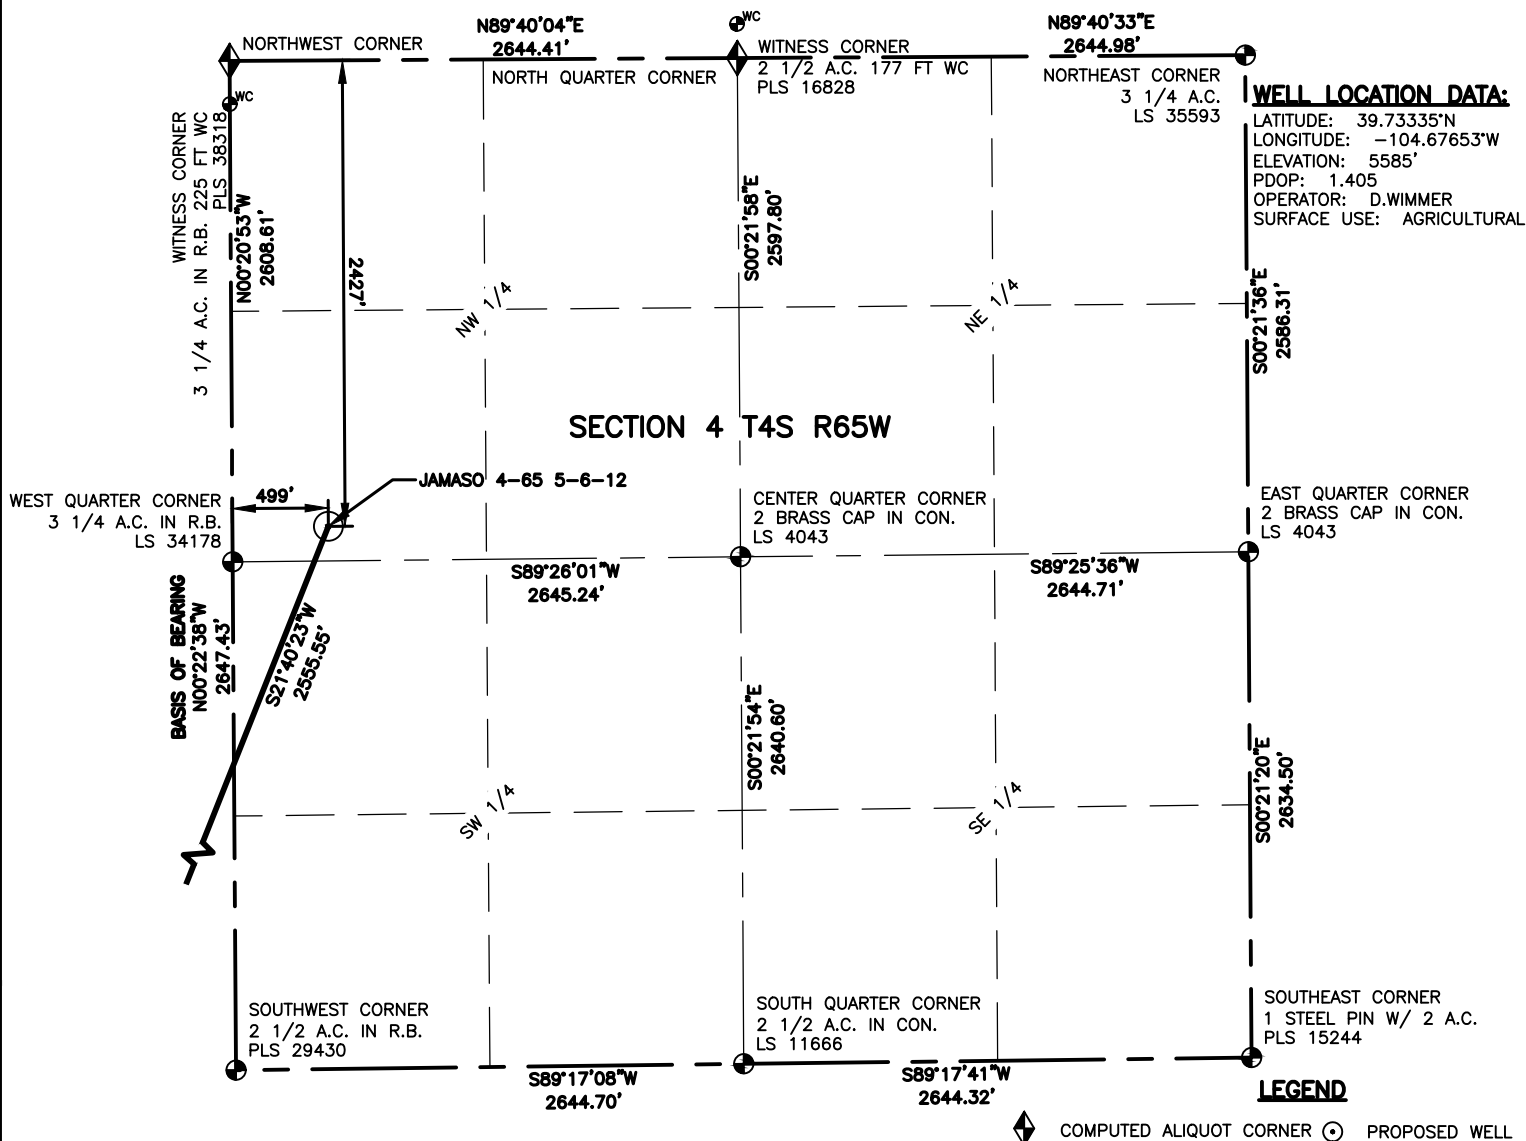 N89°40'04"E
2644.41'
WC
N89°40'33"E
2644.98'
NORTHWEST CORNER
NORTH QUARTER CORNER
WITNESS CORNER
2 1/2 A.C. 177 FT WC
PLS 16828
NORTHEAST CORNER
3 1/4 A.C.
LS 35593
WELL LOCATION DATA:
LATITUDE: 39.73335°N
LONGITUDE: -104.67653°W
ELEVATION: 5585'
PDOP: 1.405
OPERATOR: D.WIMMER
SURFACE USE: AGRICULTURAL
WC
WITNESS CORNER
3 1/4 A.C. IN R.B. 225 FT WC
PLS 38318
N00°20'53"W
2608.61'
2427'
S00°21'58"E
2597.80'
S00°21'36"E
2586.31'
NW 1/4
NE 1/4
SECTION 4 T4S R65W
JAMASO 4-65 5-6-12
499'
WEST QUARTER CORNER
3 1/4 A.C. IN R.B.
LS 34178
CENTER QUARTER CORNER
2 BRASS CAP IN CON.
LS 4043
EAST QUARTER CORNER
2 BRASS CAP IN CON.
LS 4043
S89°26'01"W
2645.24'
S89°25'36"W
2644.71'
BASIS OF BEARING
N00°22'38"W
2647.43'
S21°40'23"W
2555.55'
S00°21'54"E
2640.60'
S00°21'20"E
2634.50'
SW 1/4
SE 1/4
SOUTHWEST CORNER
2 1/2 A.C. IN R.B.
PLS 29430
SOUTH QUARTER CORNER
2 1/2 A.C. IN CON.
LS 11666
SOUTHEAST CORNER
1 STEEL PIN W/ 2 A.C.
PLS 15244
S89°17'08"W
2644.70'
S89°17'41"W
2644.32'
LEGEND
COMPUTED ALIQUOT CORNER
PROPOSED WELL